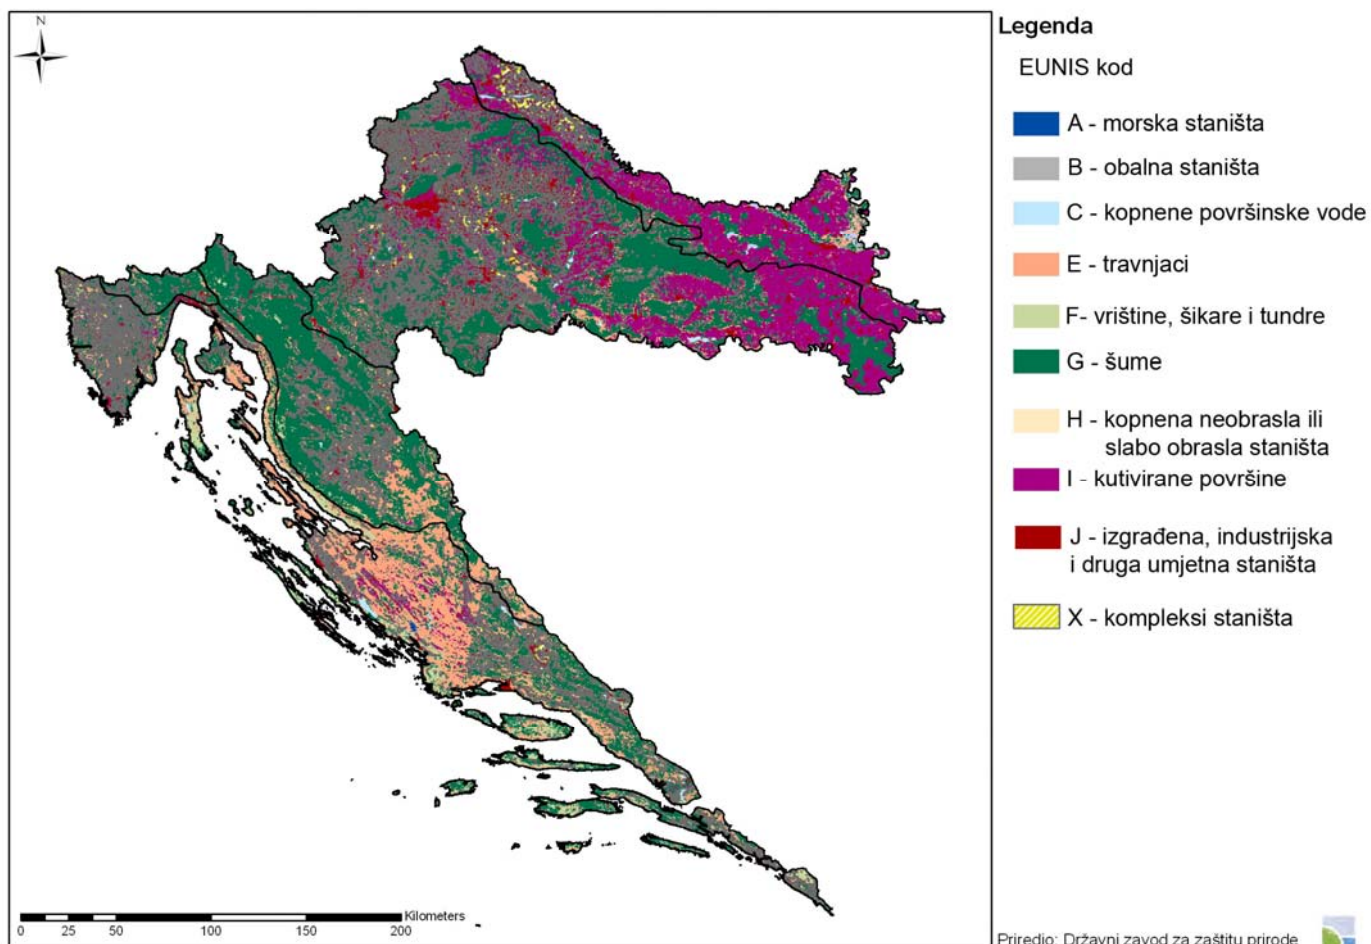 N
Legenda
EUNIS kod
A - morska staništa
B - obalna staništa
C - kopnene površinske vode
E - travnjaci
F- vrištine, šikare i tundre
G - šume
H - kopnena neobrasla ili
slabo obrasla staništa
I - kutivirane površine
J - izgrađena, industrijska
i druga umjetna staništa
X - kompleksi staništa
Kilometers
0 25 50 100 150 200
Priredio: Državni zavod za zaštitu prirode